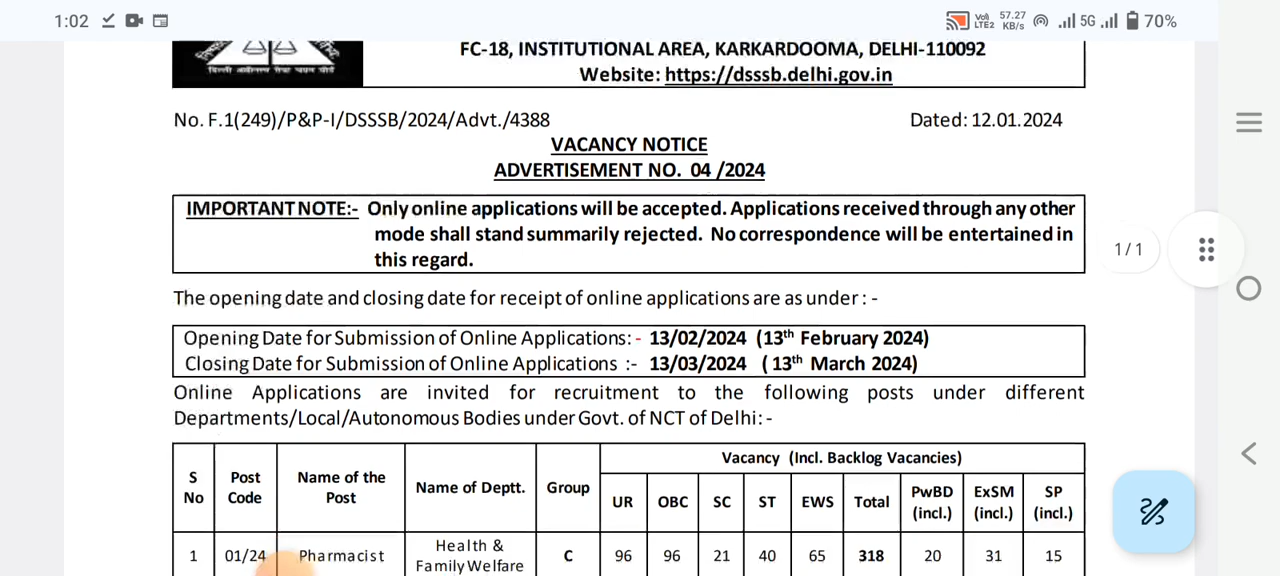 1:02
Vo) LTE2 57.27 KB/s 5G 70%
FC-18, INSTITUTIONAL AREA, KARKARDOOMA, DELHI-110092
Website: https://dsssb.delhi.gov.in
No. F.1(249)/P&P-I/DSSSB/2024/Advt./4388 Dated: 12.01.2024
VACANCY NOTICE
ADVERTISEMENT NO. 04 /2024
IMPORTANT NOTE:- Only online applications will be accepted. Applications received through any other
mode shall stand summarily rejected. No correspondence will be entertained in
this regard.
1/1
The opening date and closing date for receipt of online applications are as under : -
Opening Date for Submission of Online Applications: - 13/02/2024 (13th February 2024)
Closing Date for Submission of Online Applications :- 13/03/2024 ( 13th March 2024)
Online Applications are invited for recruitment to the following posts under different
Departments/Local/Autonomous Bodies under Govt. of NCT of Delhi: -
S No Post Code Name of the Post Name of Deptt. Group Vacancy (Incl. Backlog Vacancies)
UR OBC SC ST EWS Total PwBD (incl.) ExSM (incl.) SP (incl.)
1 01/24 Pharmacist Health & Family Welfare C 96 96 21 40 65 318 20 31 15